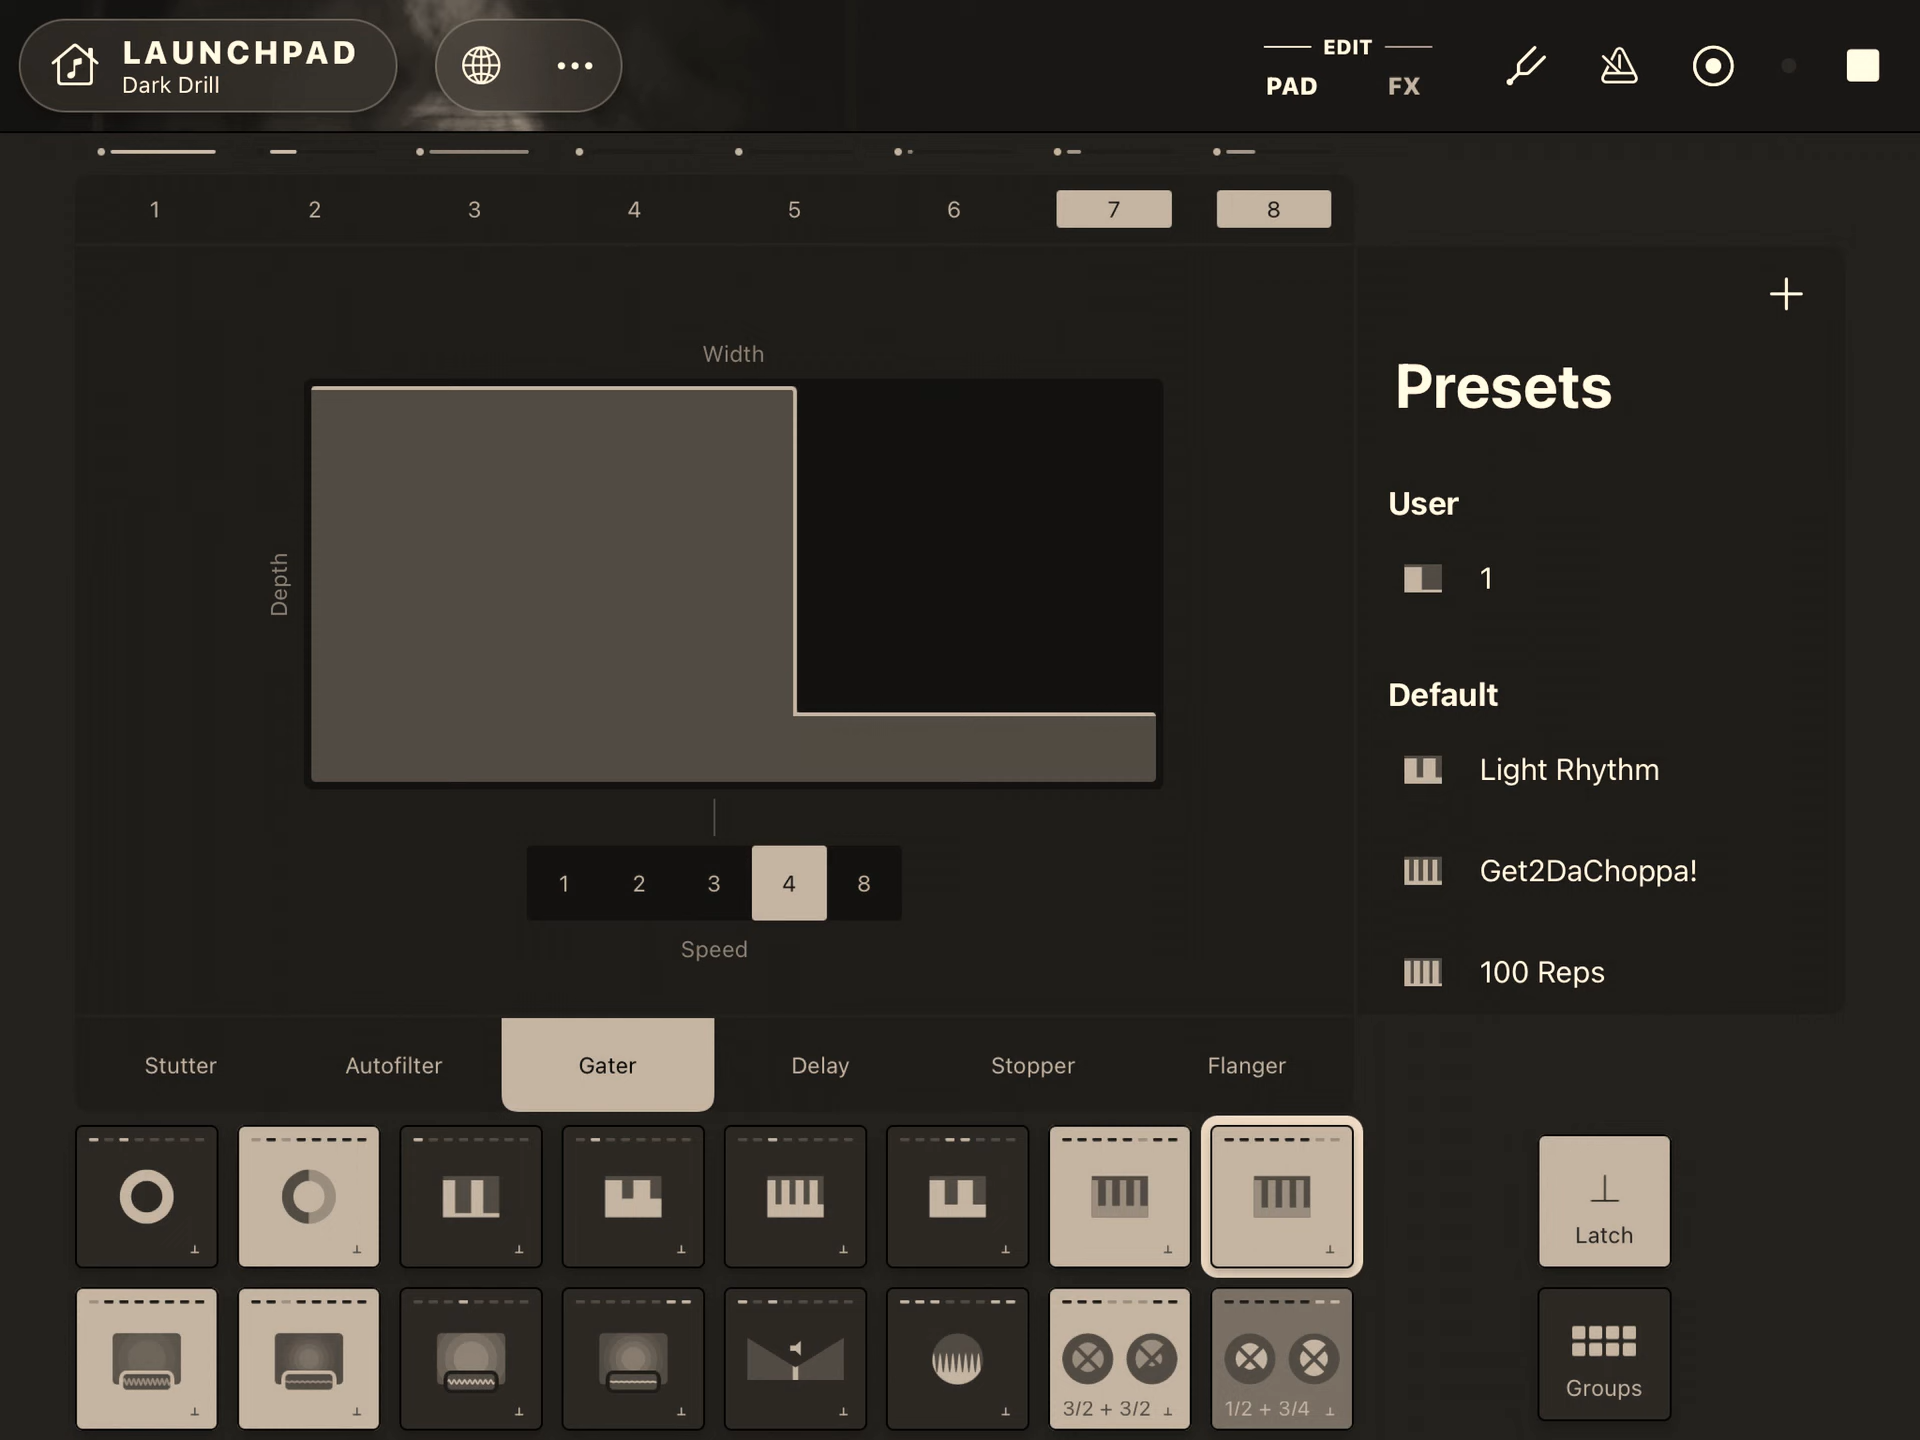 LAUNCHPAD
Dark Drill
EDIT
PAD FX
1 2 3 4 5 6 7 8
Width
Depth
1 2 3 4 8
Speed
Presets
User
1
Default
Light Rhythm
Get2DaChoppa!
100 Reps
Stutter Autofilter Gater Delay Stopper Flanger
Latch
3/2 + 3/2 1/2 + 3/4
Groups